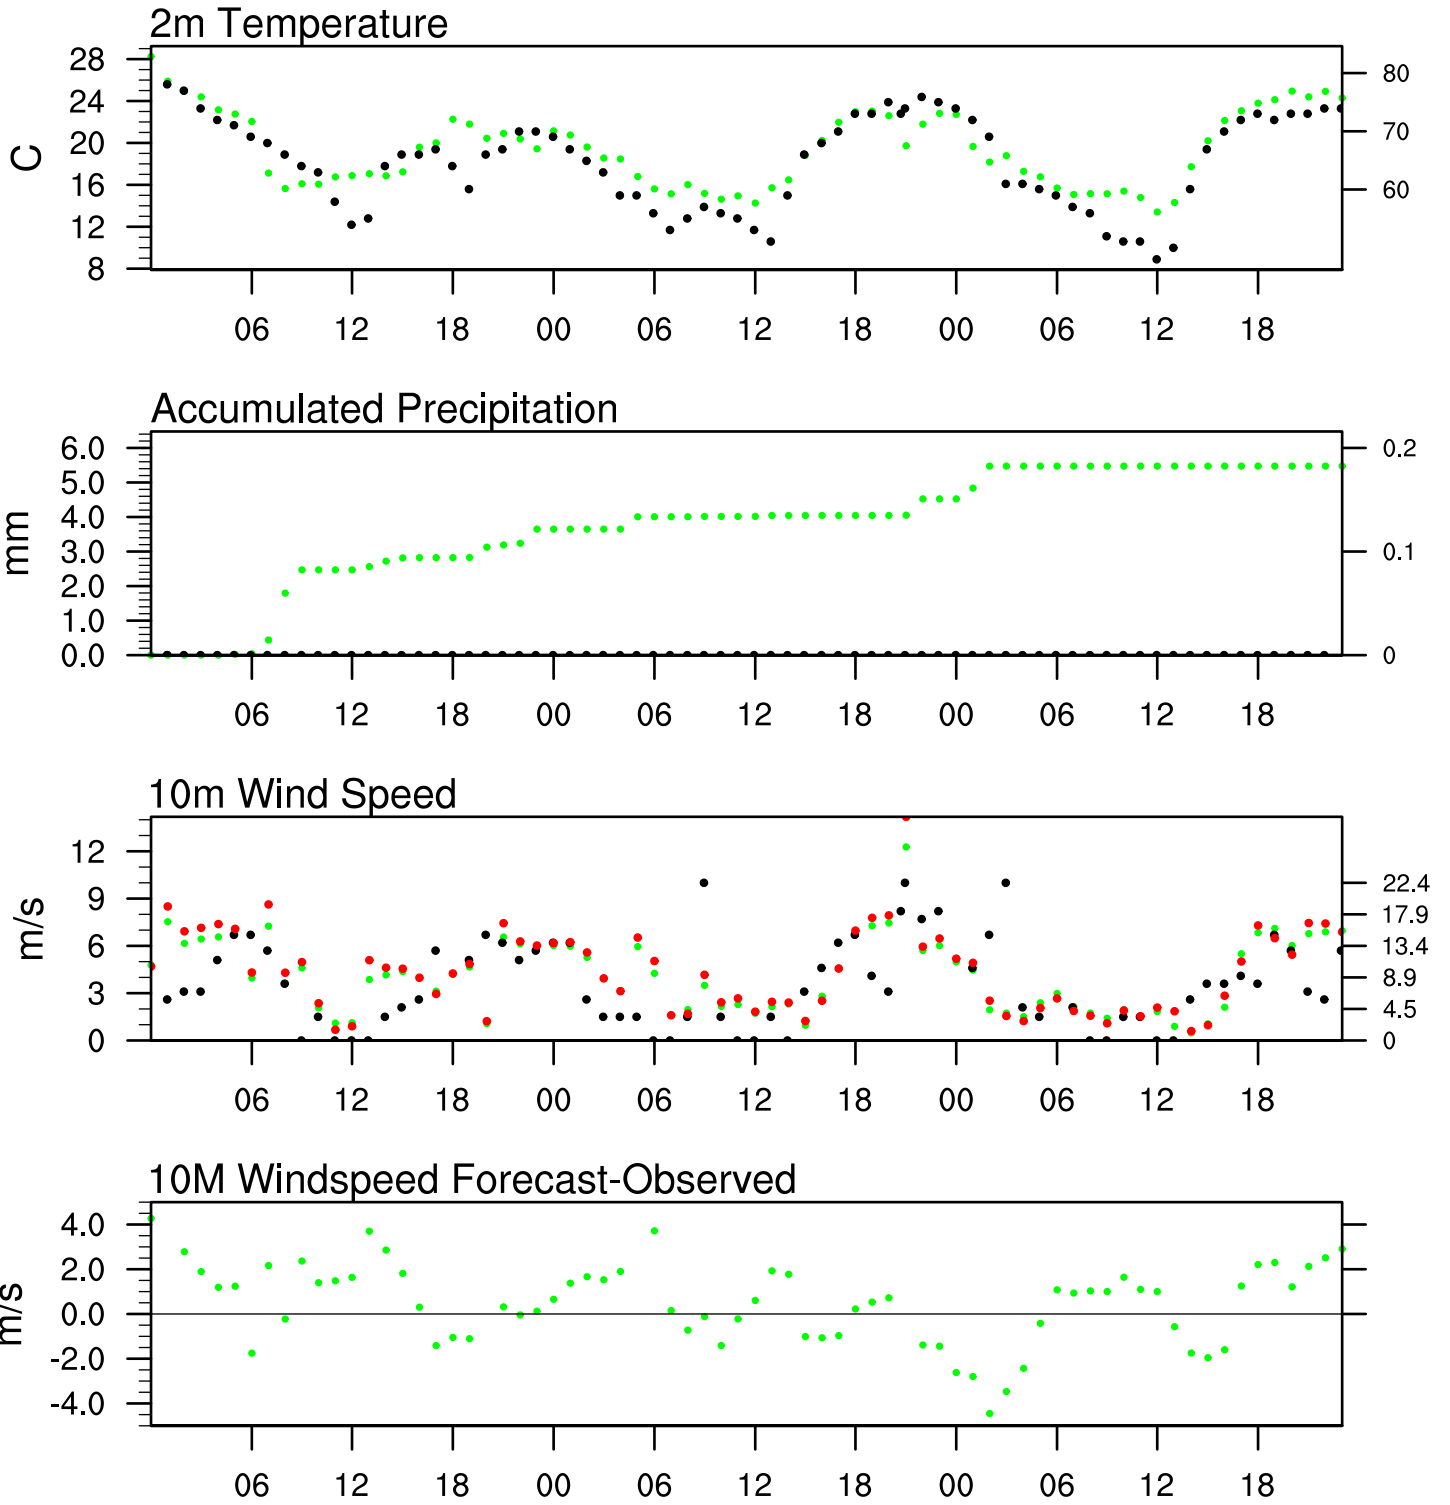 2m Temperature
28
24
20
16
12
8
C
80
70
60
06 12 18 00 06 12 18 00 06 12 18
Accumulated Precipitation
6.0
5.0
4.0
3.0
2.0
1.0
0.0
mm
0.2
0.1
0
06 12 18 00 06 12 18 00 06 12 18
10m Wind Speed
12
9
6
3
0
m/s
22.4
17.9
13.4
8.9
4.5
0
06 12 18 00 06 12 18 00 06 12 18
10M Windspeed Forecast-Observed
4.0
2.0
0.0
-2.0
-4.0
m/s
06 12 18 00 06 12 18 00 06 12 18